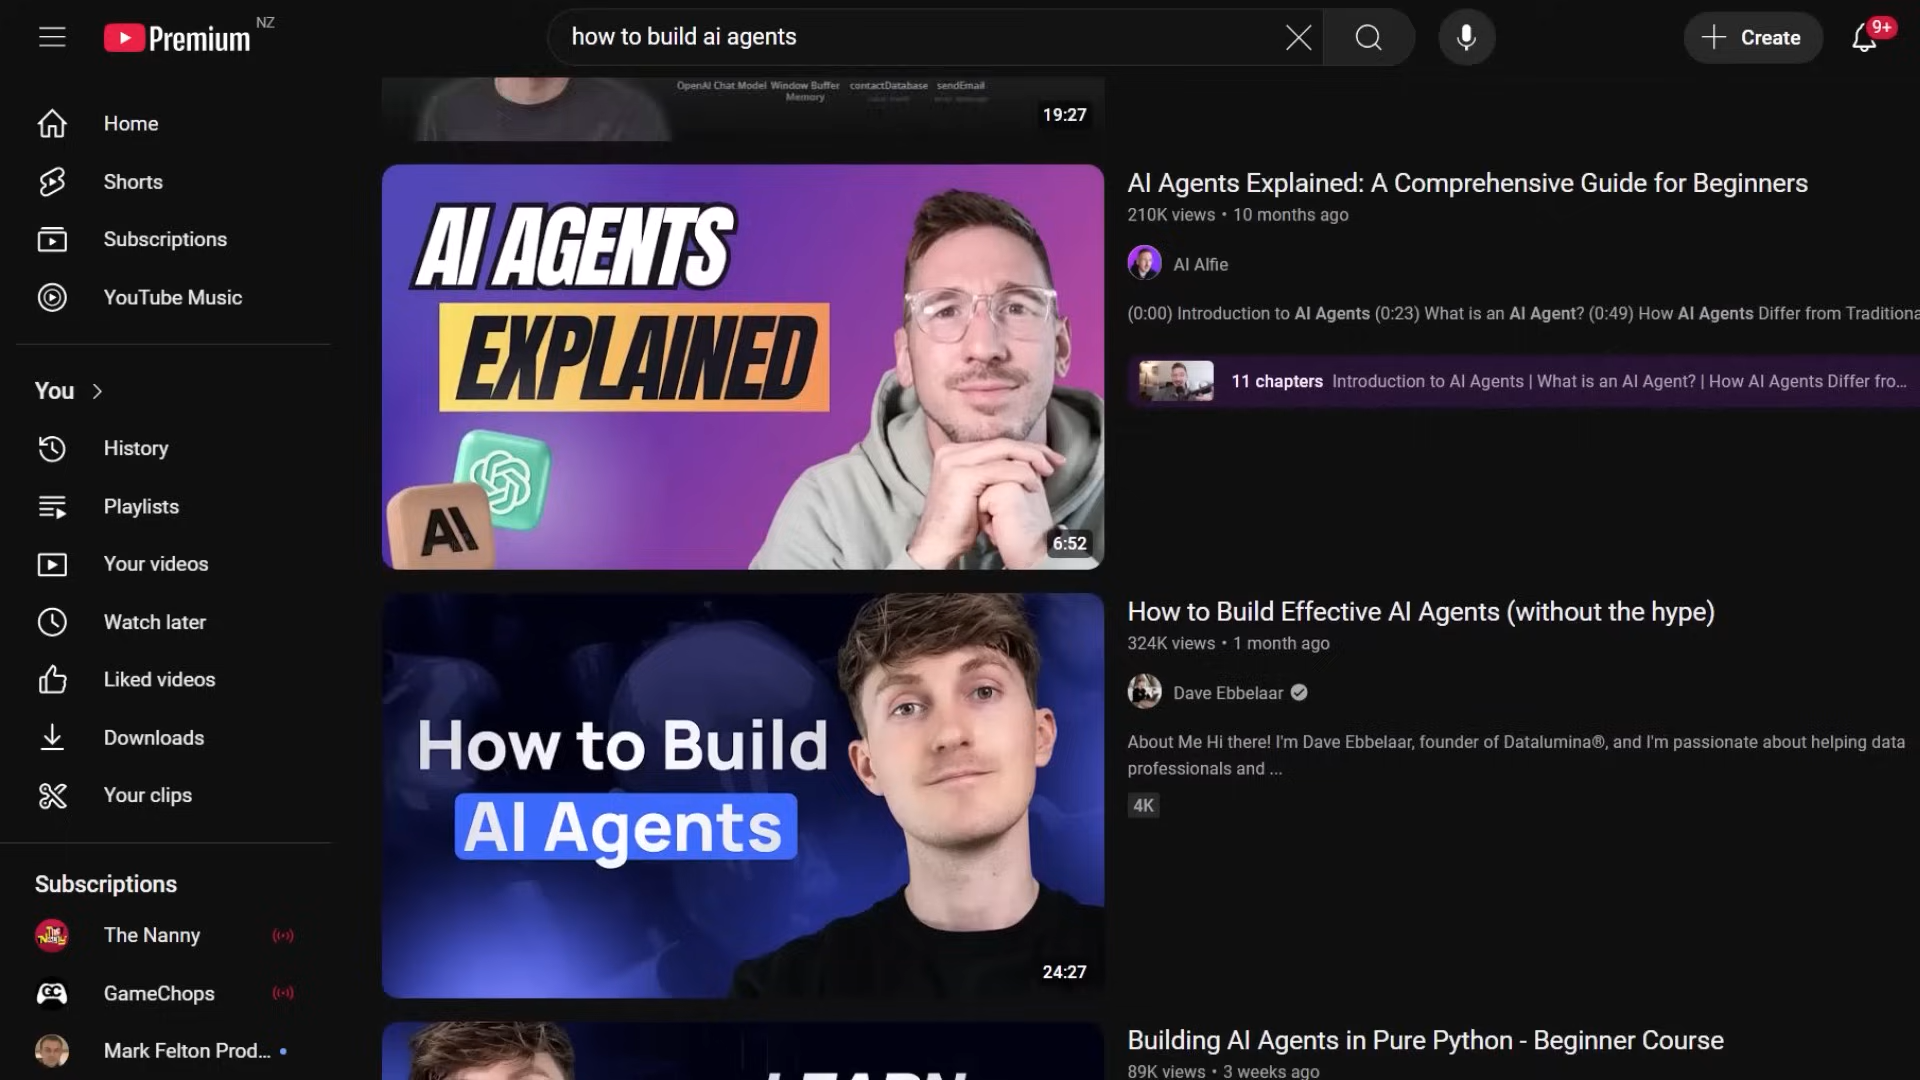 Premium
NZ
how to build ai agents
Create
9+
Home
Shorts
Subscriptions
YouTube Music
You
History
Playlists
Your videos
Watch later
Liked videos
Downloads
Your clips
Subscriptions
The Nanny
GameChops
GC
Mark Felton Prod...
OpenAI Chat Model
Window Buffer
Memory
contactDatabase
sendEmail
19:27
AI AGENTS
EXPLAINED
AI
6:52
AI Agents Explained: A Comprehensive Guide for Beginners
210K views • 10 months ago
AI Alfie
(0:00) Introduction to AI Agents (0:23) What is an AI Agent? (0:49) How AI Agents Differ from Traditiona
11 chapters Introduction to AI Agents | What is an AI Agent? | How AI Agents Differ fro...
How to Build
AI Agents
24:27
How to Build Effective AI Agents (without the hype)
324K views • 1 month ago
Dave Ebbelaar
About Me Hi there! I'm Dave Ebbelaar, founder of Datalumina®, and I'm passionate about helping data
professionals and ...
4K
LEARN
Building AI Agents in Pure Python - Beginner Course
89K views • 3 weeks ago